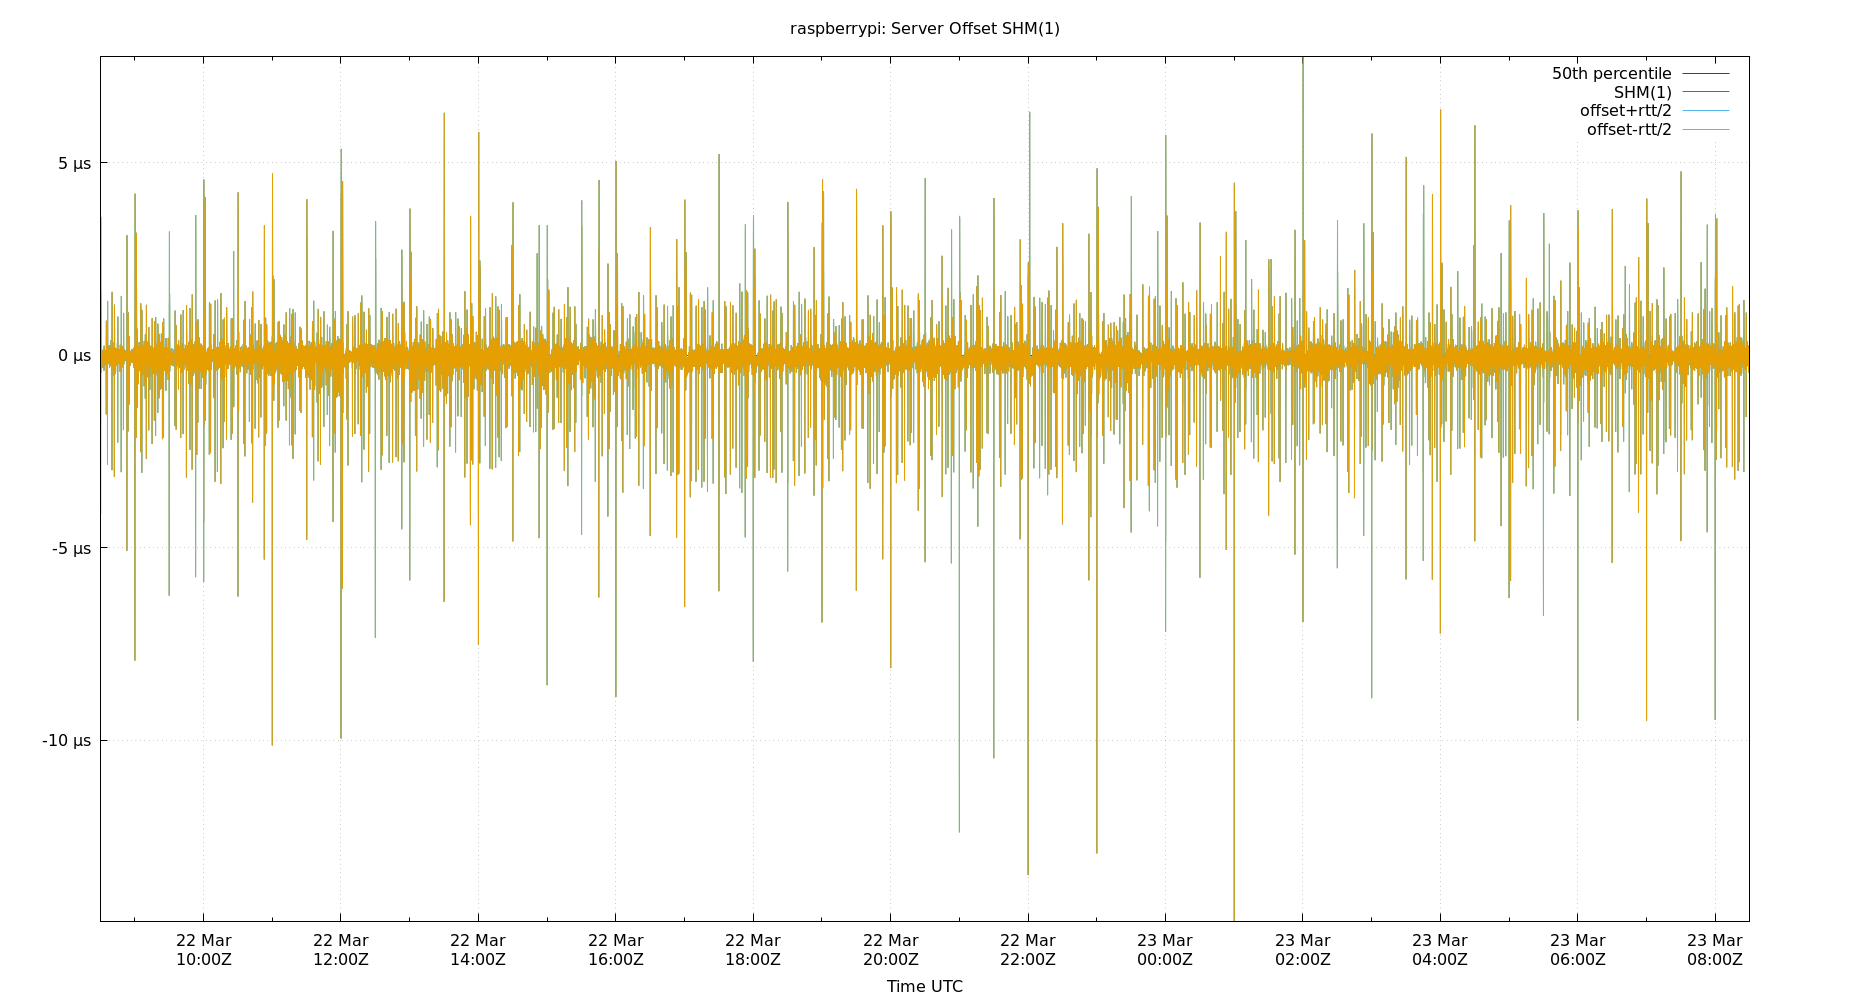 raspberrypi: Server Offset SHM(1)
50th percentile
SHM(1)
offset+rtt/2
offset-rtt/2
5 µs
0 µs
-5 µs
-10 µs
22 Mar 22 Mar 22 Mar 22 Mar 22 Mar 22 Mar 22 Mar 23 Mar 23 Mar 23 Mar 23 Mar 23 Mar
10:00Z 12:00Z 14:00Z 16:00Z 18:00Z 20:00Z 22:00Z 00:00Z 02:00Z 04:00Z 06:00Z 08:00Z
Time UTC